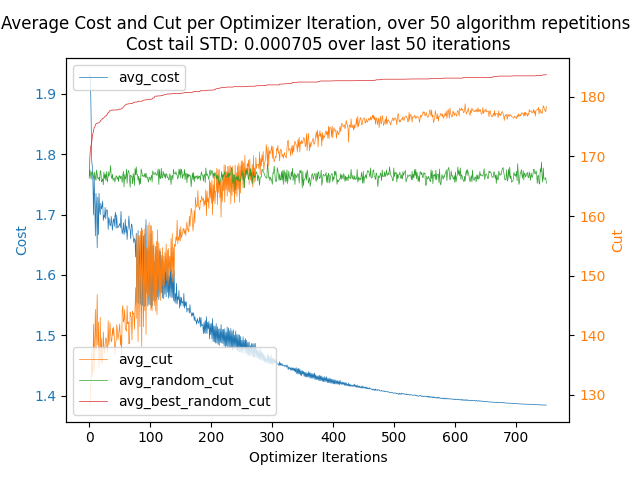 Average Cost and Cut per Optimizer Iteration, over 50 algorithm repetitions
Cost tail STD: 0.000705 over last 50 iterations
avg_cost
1.9
1.8
1.7
1.6
1.5
1.4
Cost
180
170
160
150
140
130
Cut
avg_cut
avg_random_cut
avg_best_random_cut
0 100 200 300 400 500 600 700
Optimizer Iterations